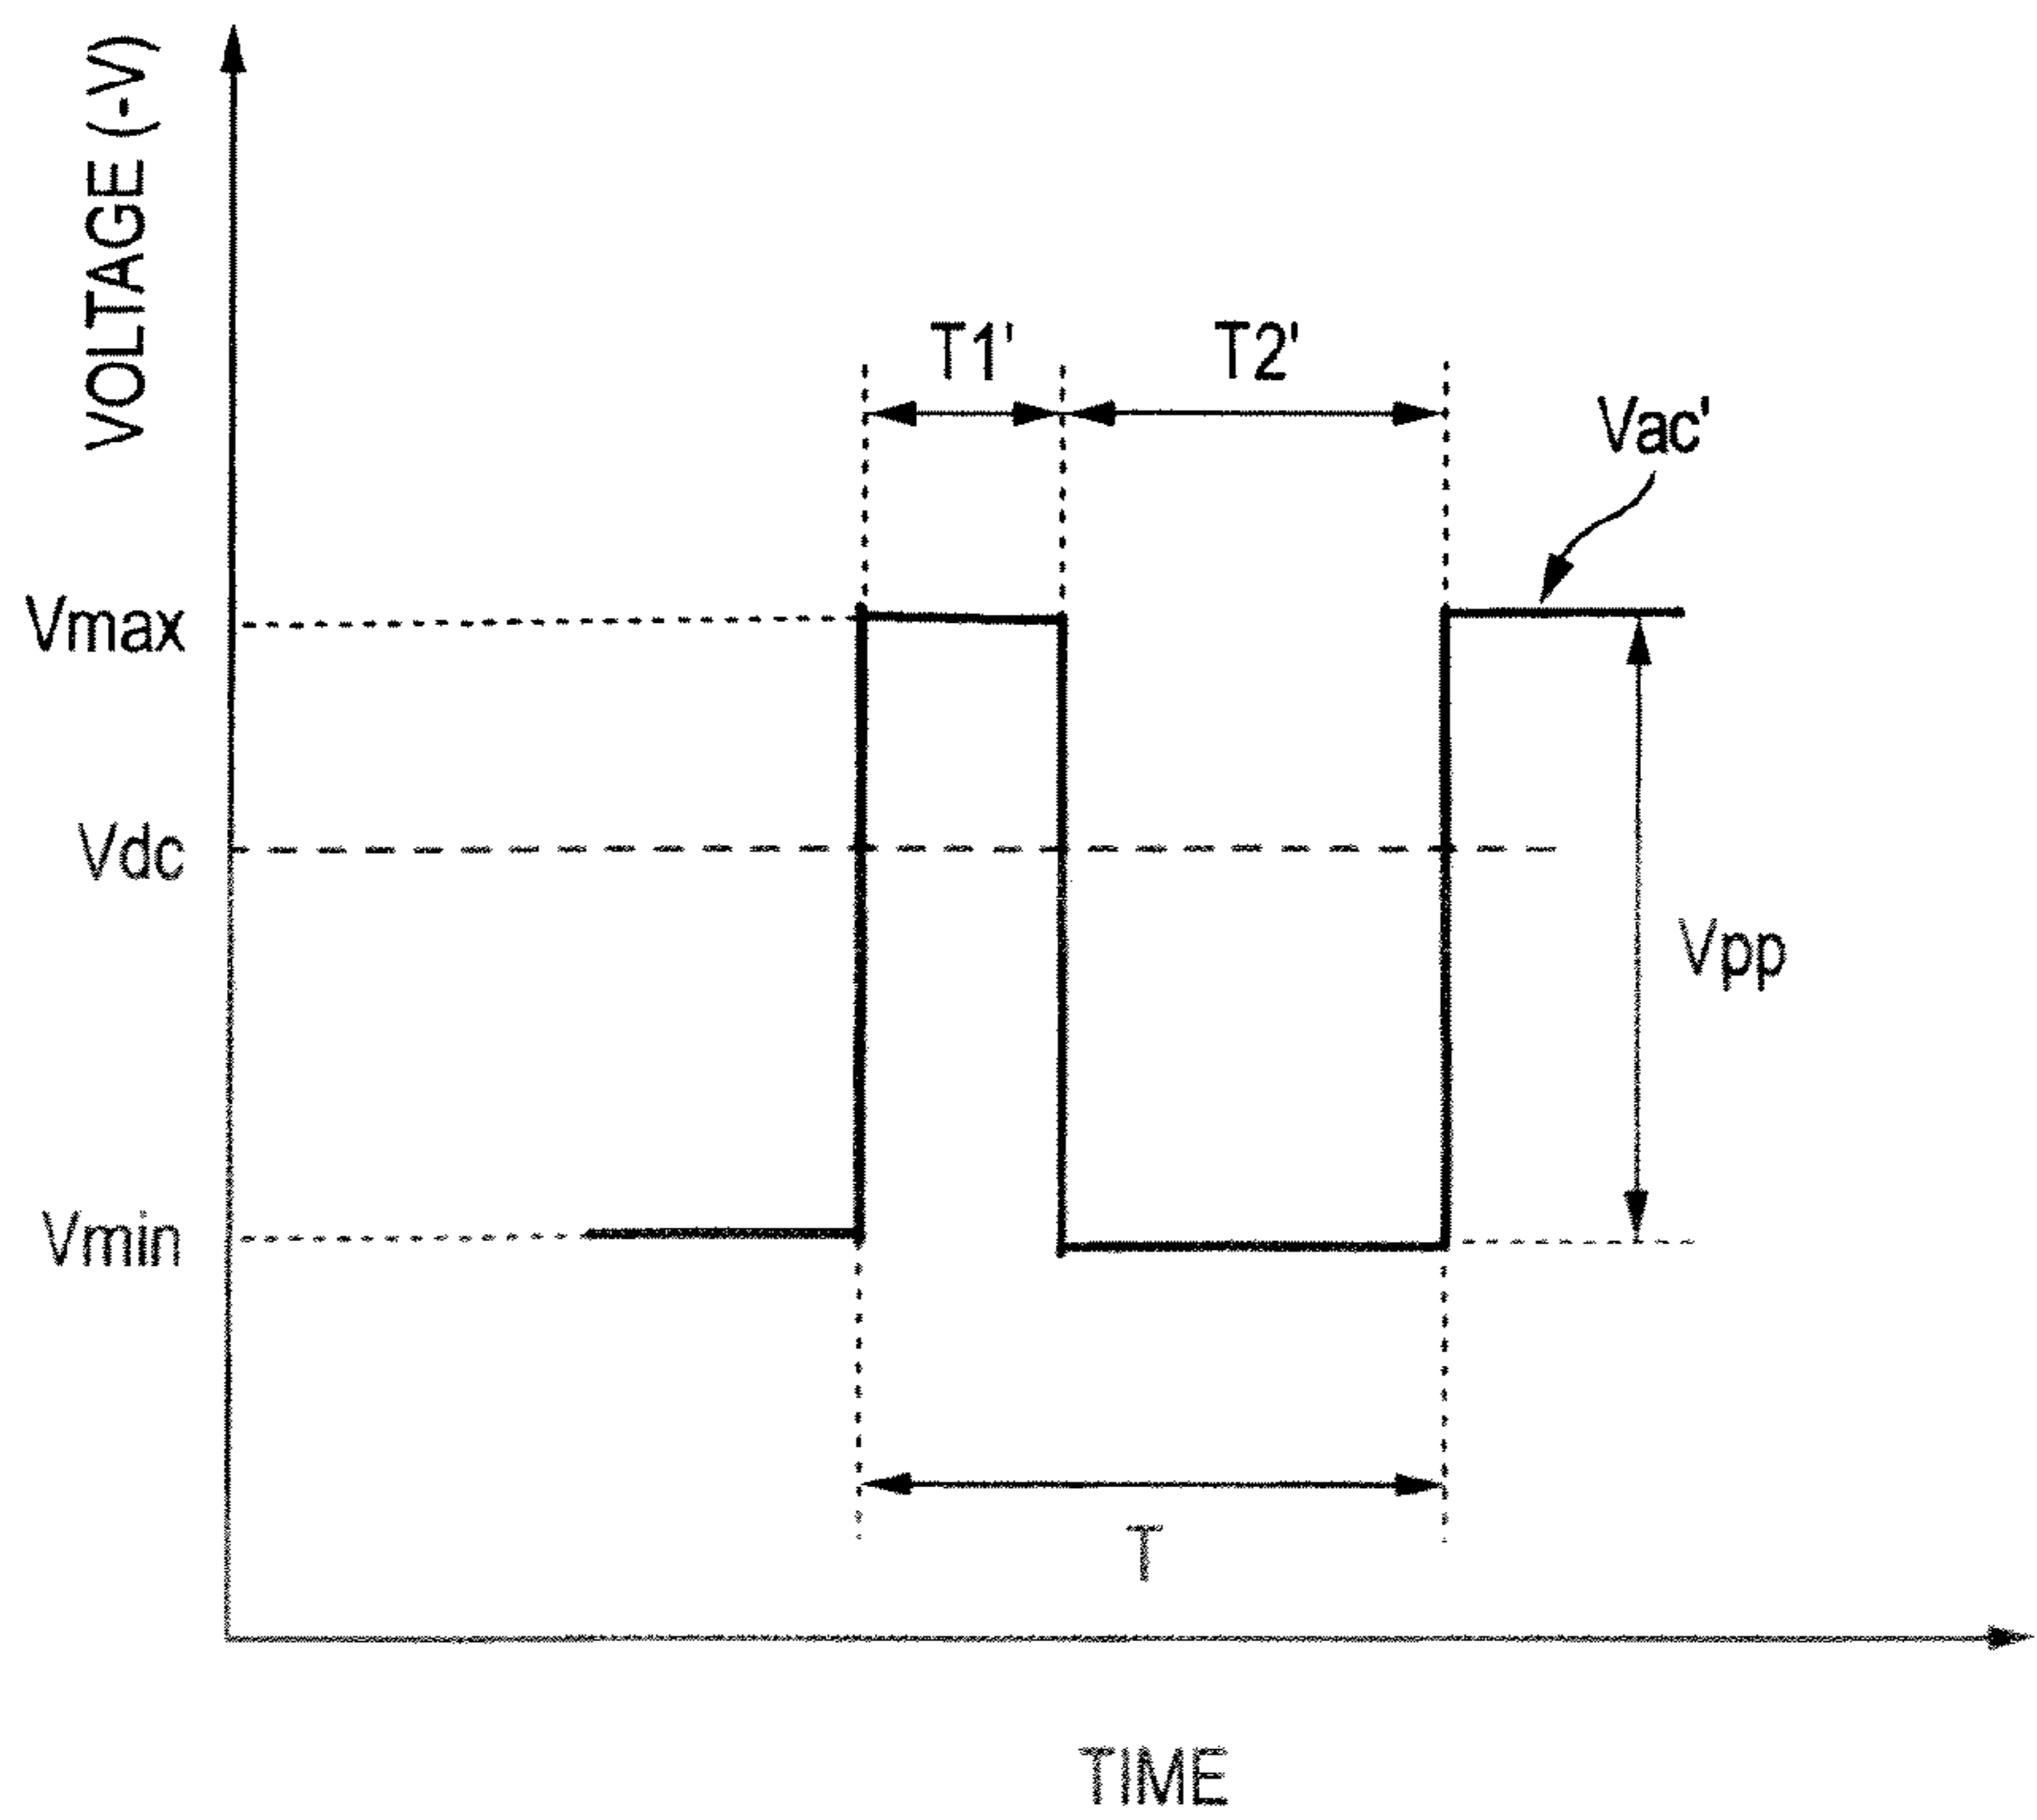 VOLTAGE (-V)
T1'
T2'
Vac'
Vmax
Vdc
Vpp
Vmin
T
TIME